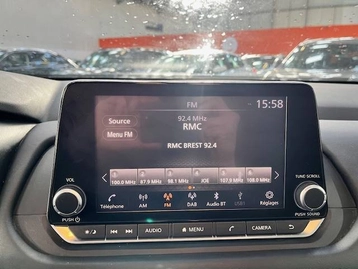 FM
15:58
Source
92.4 MHz
RMC
Menu FM
RMC BREST 92.4
100.0 MHz 87.9 MHz 98.1 MHz JOE 107.9 MHz 108.0 MHz
Téléphone AM FM DAB Audio BT USB1 Réglages
VOL
PUSH
TUNE SCROLL
PUSH SOUND
AUDIO MENU CAMERA